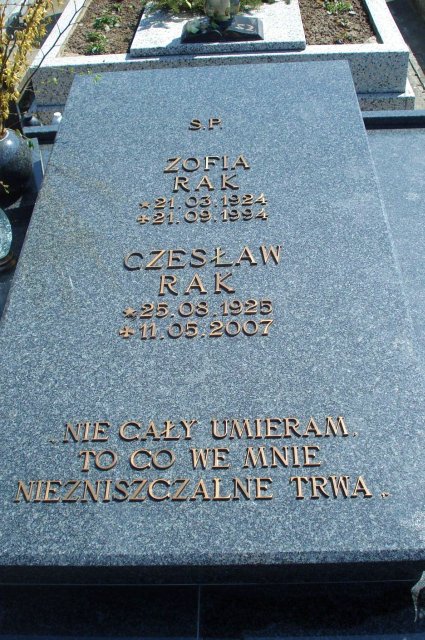 S.P.
ZOFIA
RAK
★21.03.1924
✢21.09.1994
CZESŁAW
RAK
★25.08.1925
✢11.05.2007
„NIE CAŁY UMIERAM.
TO CO WE MNIE
NIEZNISZCZALNE TRWA„